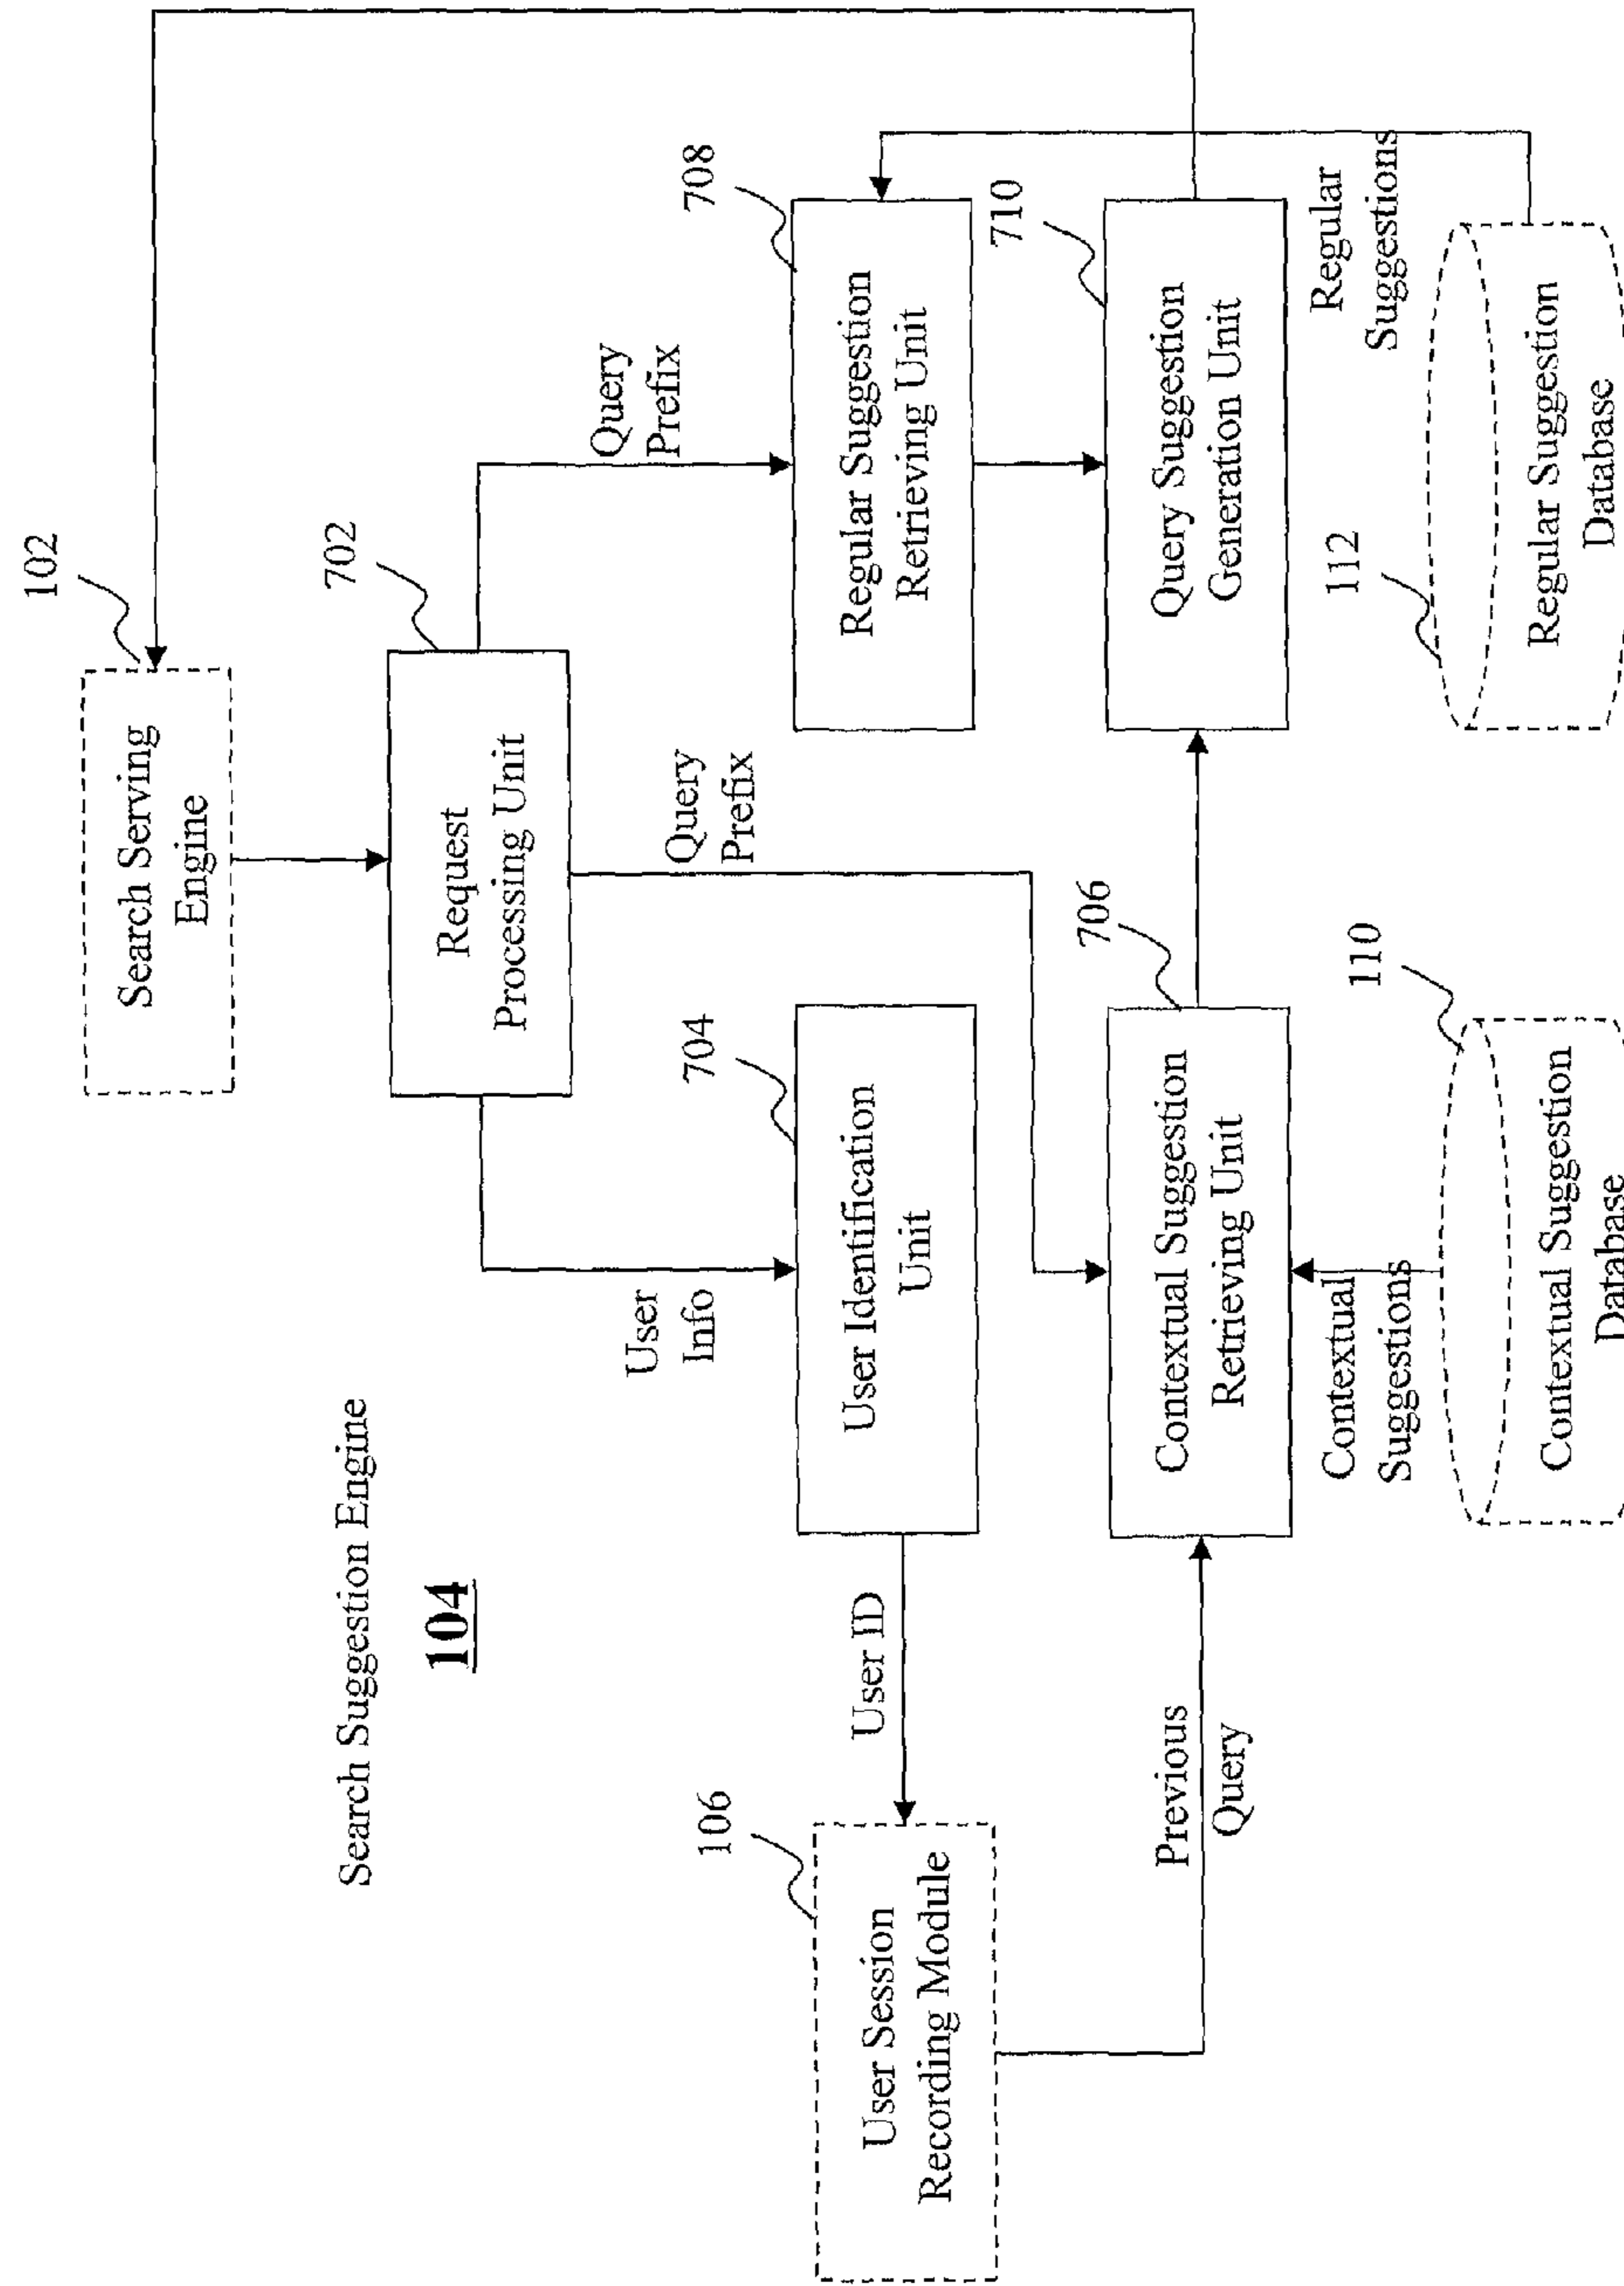 Search Suggestion Engine
104
102
Search Serving
Engine
702
Request
Processing Unit
User
Info
Query
Prefix
Query
Prefix
704
User Identification
Unit
708
Regular Suggestion
Retrieving Unit
User ID
106
User Session
Recording Module
Previous
Query
706
Contextual Suggestion
Retrieving Unit
710
Query Suggestion
Generation Unit
Contextual
Suggestions
Regular
Suggestions
110
Contextual Suggestion
Database
112
Regular Suggestion
Database